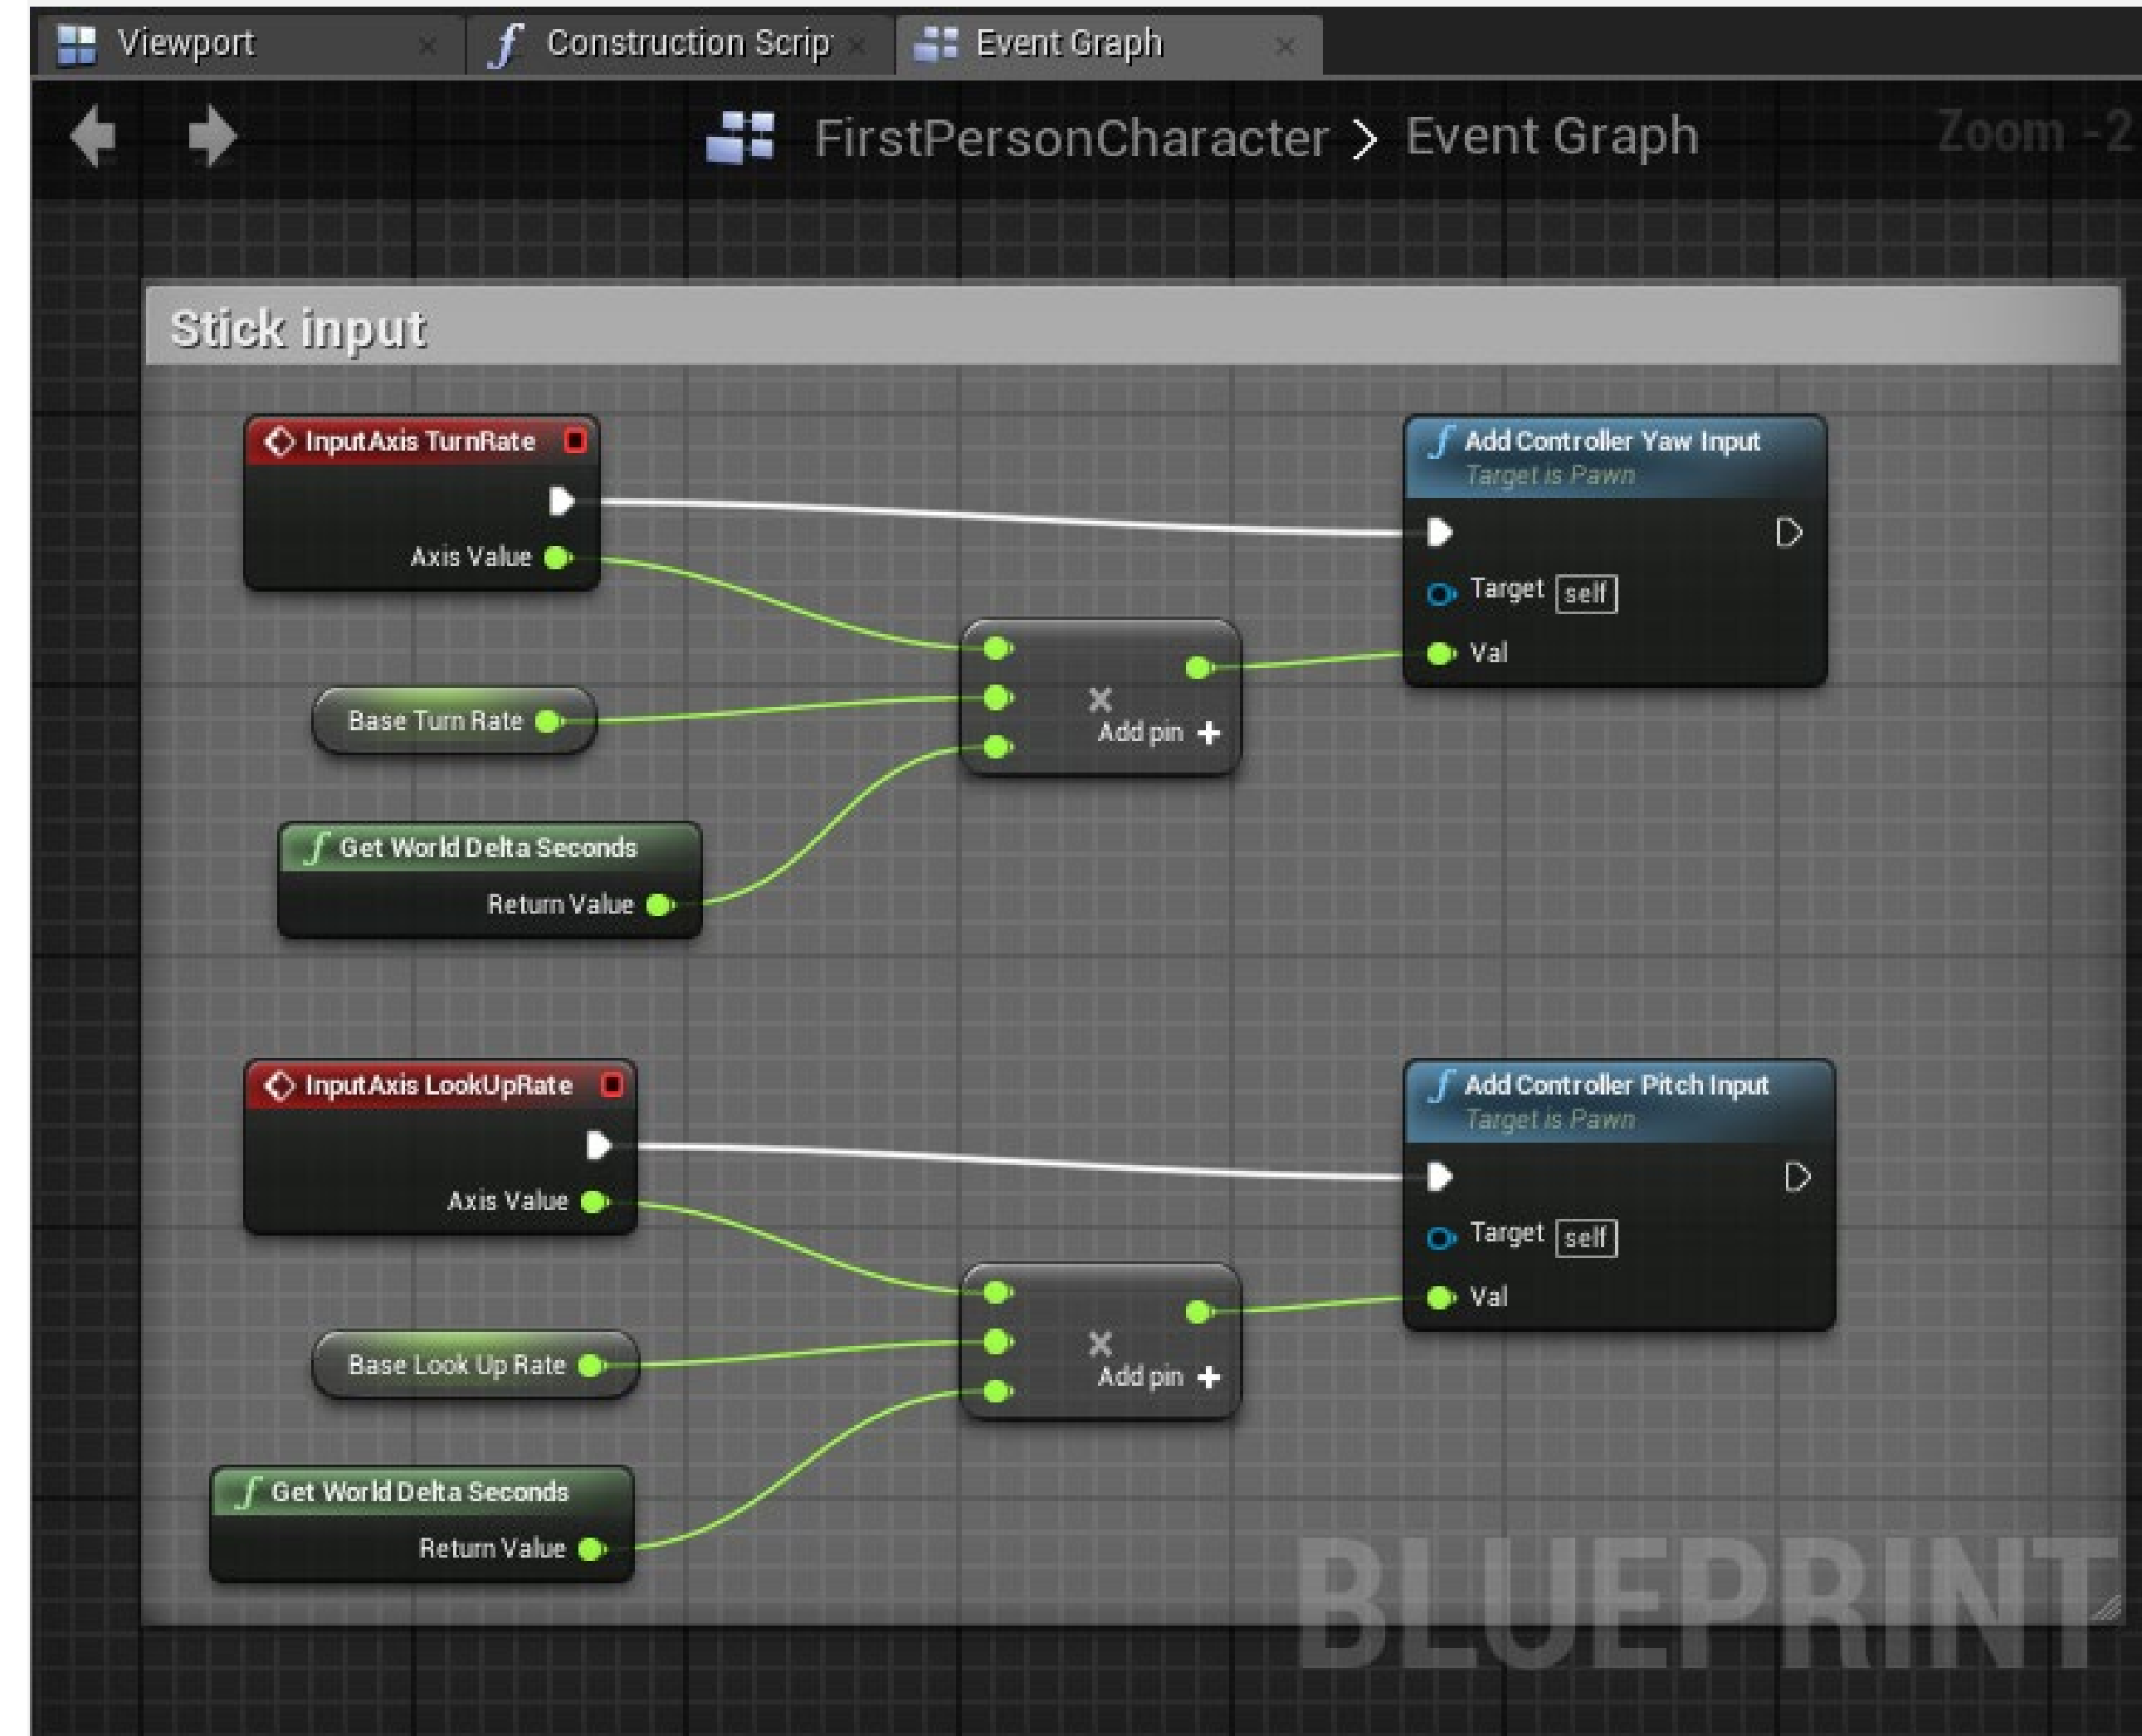 Viewport
Construction Scrip
Event Graph
FirstPersonCharacter > Event Graph
Zoom -2
Stick input
InputAxis TurnRate
Axis Value
Base Turn Rate
Get World Delta Seconds
Return Value
Add pin +
Add Controller Yaw Input
Target is Pawn
Target self
Val
InputAxis LookUpRate
Axis Value
Base Look Up Rate
Get World Delta Seconds
Return Value
Add pin +
Add Controller Pitch Input
Target is Pawn
Target self
Val
BLUEPRINT